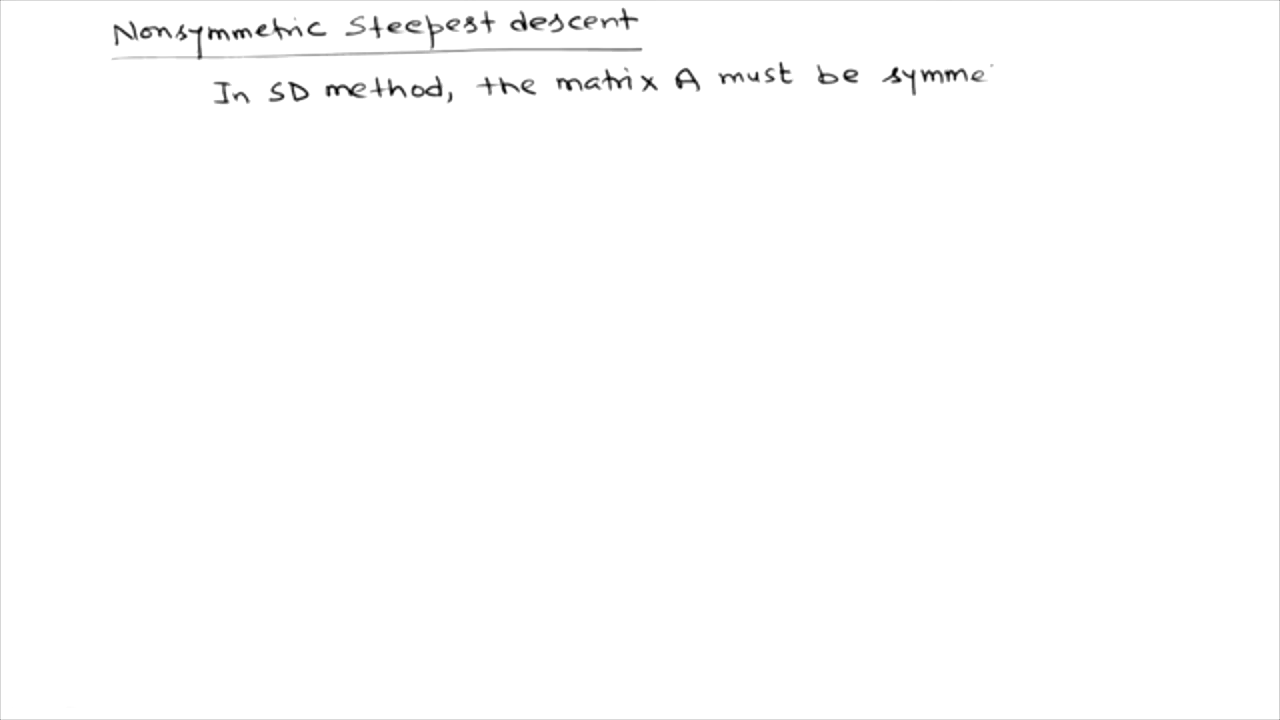 Nonsymmetric Steepest descent
In SD method, the matrix A must be symme